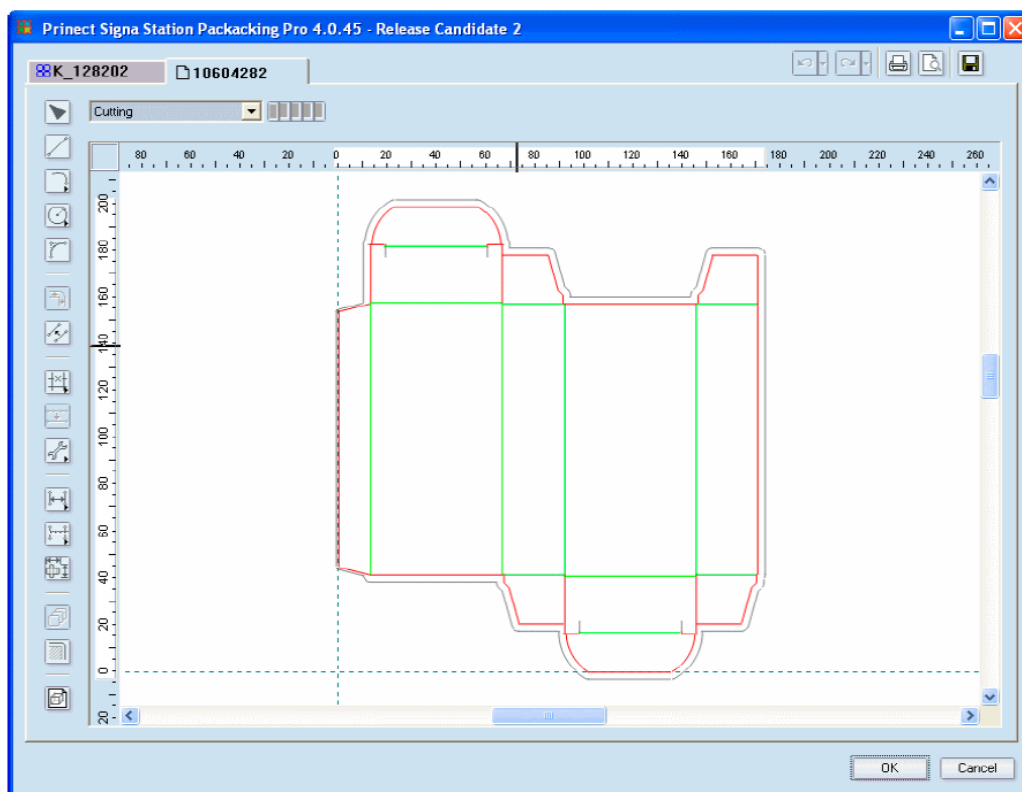 Prinect Signa Station Packacking Pro 4.0.45 - Release Candidate 2
K_128202
10604282
Cutting
80 60 40 20 0 20 40 60 80 100 120 140 160 180 200 220 240 260
200
180
160
140
120
100
80
60
40
20
0
20
OK Cancel